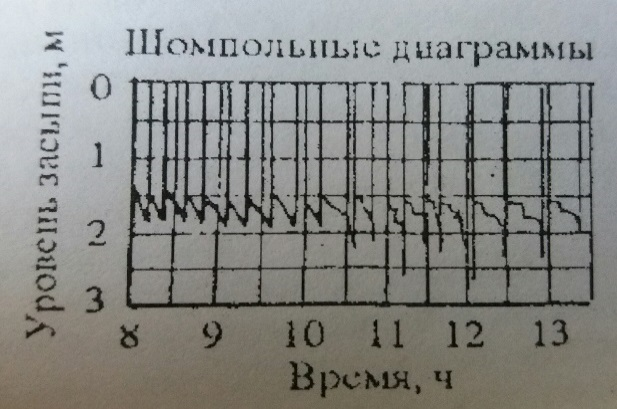 Шомпольные диаграммы
Уровень засыпи, м
0
1
2
3
8 9 10 11 12 13
Время, ч